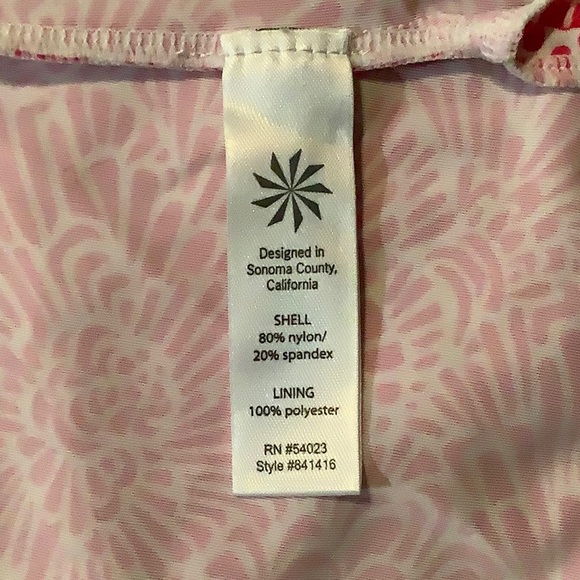 Designed in
Sonoma County,
California
SHELL
80% nylon/
20% spandex
LINING
100% polyester
RN #54023
Style #841416